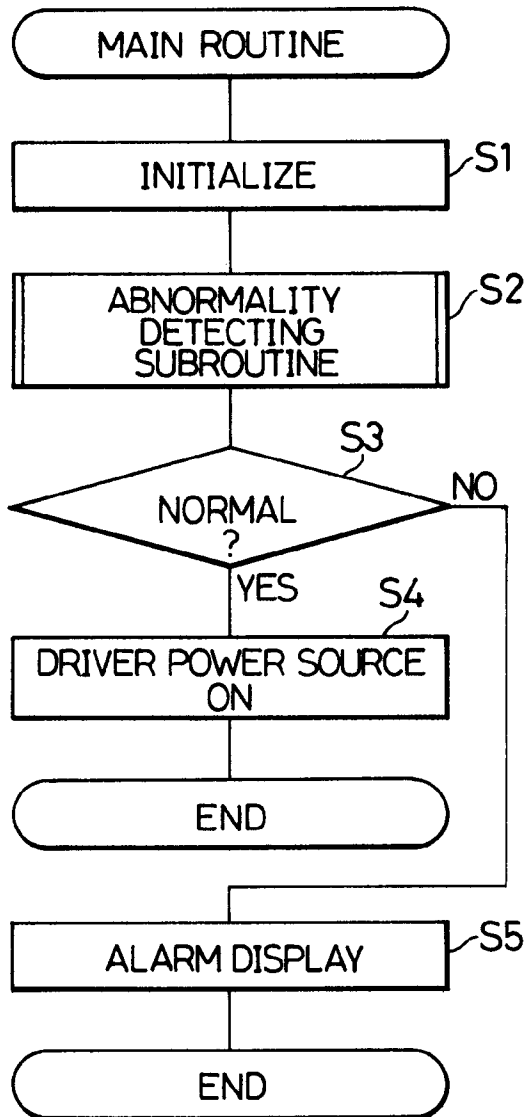 MAIN ROUTINE
INITIALIZE
S1
ABNORMALITY
DETECTING
SUBROUTINE
S2
S3
NORMAL
?
NO
YES
S4
DRIVER POWER SOURCE
ON
END
ALARM DISPLAY
S5
END